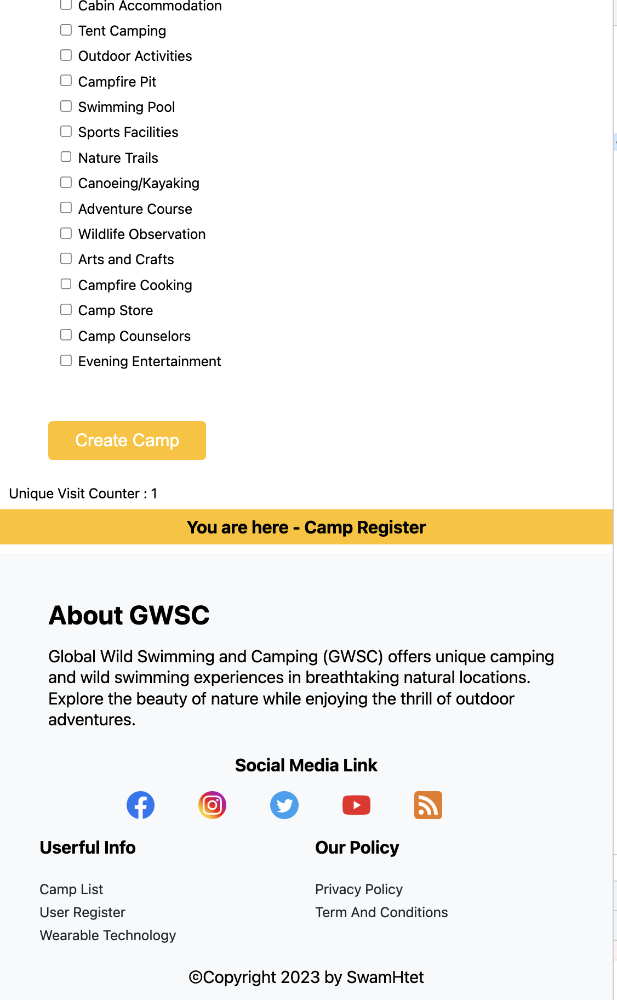 Cabin Accommodation
Tent Camping
Outdoor Activities
Campfire Pit
Swimming Pool
Sports Facilities
Nature Trails
Canoeing/Kayaking
Adventure Course
Wildlife Observation
Arts and Crafts
Campfire Cooking
Camp Store
Camp Counselors
Evening Entertainment
Create Camp
Unique Visit Counter : 1
You are here - Camp Register
About GWSC
Global Wild Swimming and Camping (GWSC) offers unique camping
and wild swimming experiences in breathtaking natural locations.
Explore the beauty of nature while enjoying the thrill of outdoor
adventures.
Social Media Link
Userful Info
Camp List
User Register
Wearable Technology
Our Policy
Privacy Policy
Term And Conditions
©Copyright 2023 by SwamHtet